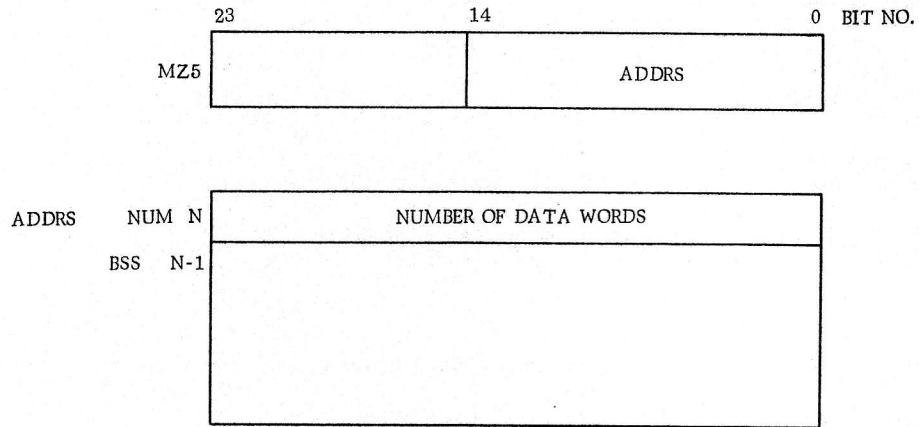 23 14 0 BIT NO.
MZ5 ADDRS
ADDRS NUM N NUMBER OF DATA WORDS
BSS N-1